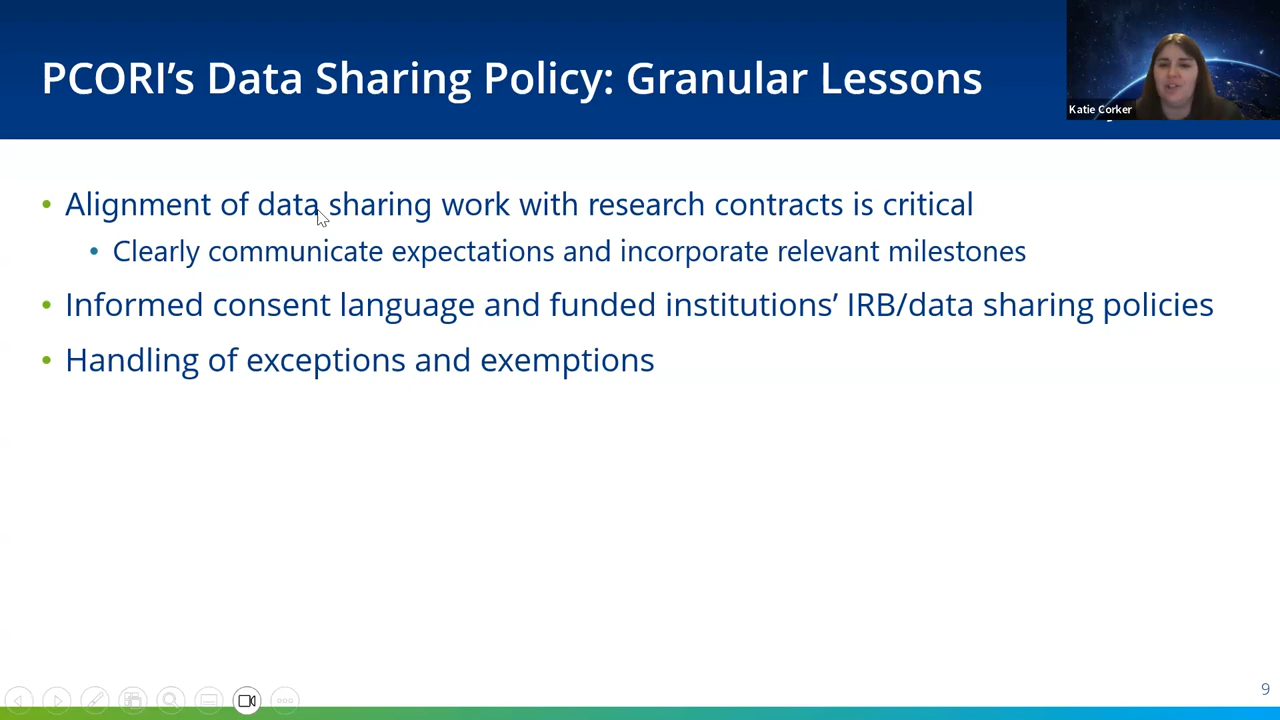 PCORI’s Data Sharing Policy: Granular Lessons
Katie Corker
• Alignment of data sharing work with research contracts is critical
• Clearly communicate expectations and incorporate relevant milestones
• Informed consent language and funded institutions’ IRB/data sharing policies
• Handling of exceptions and exemptions
9